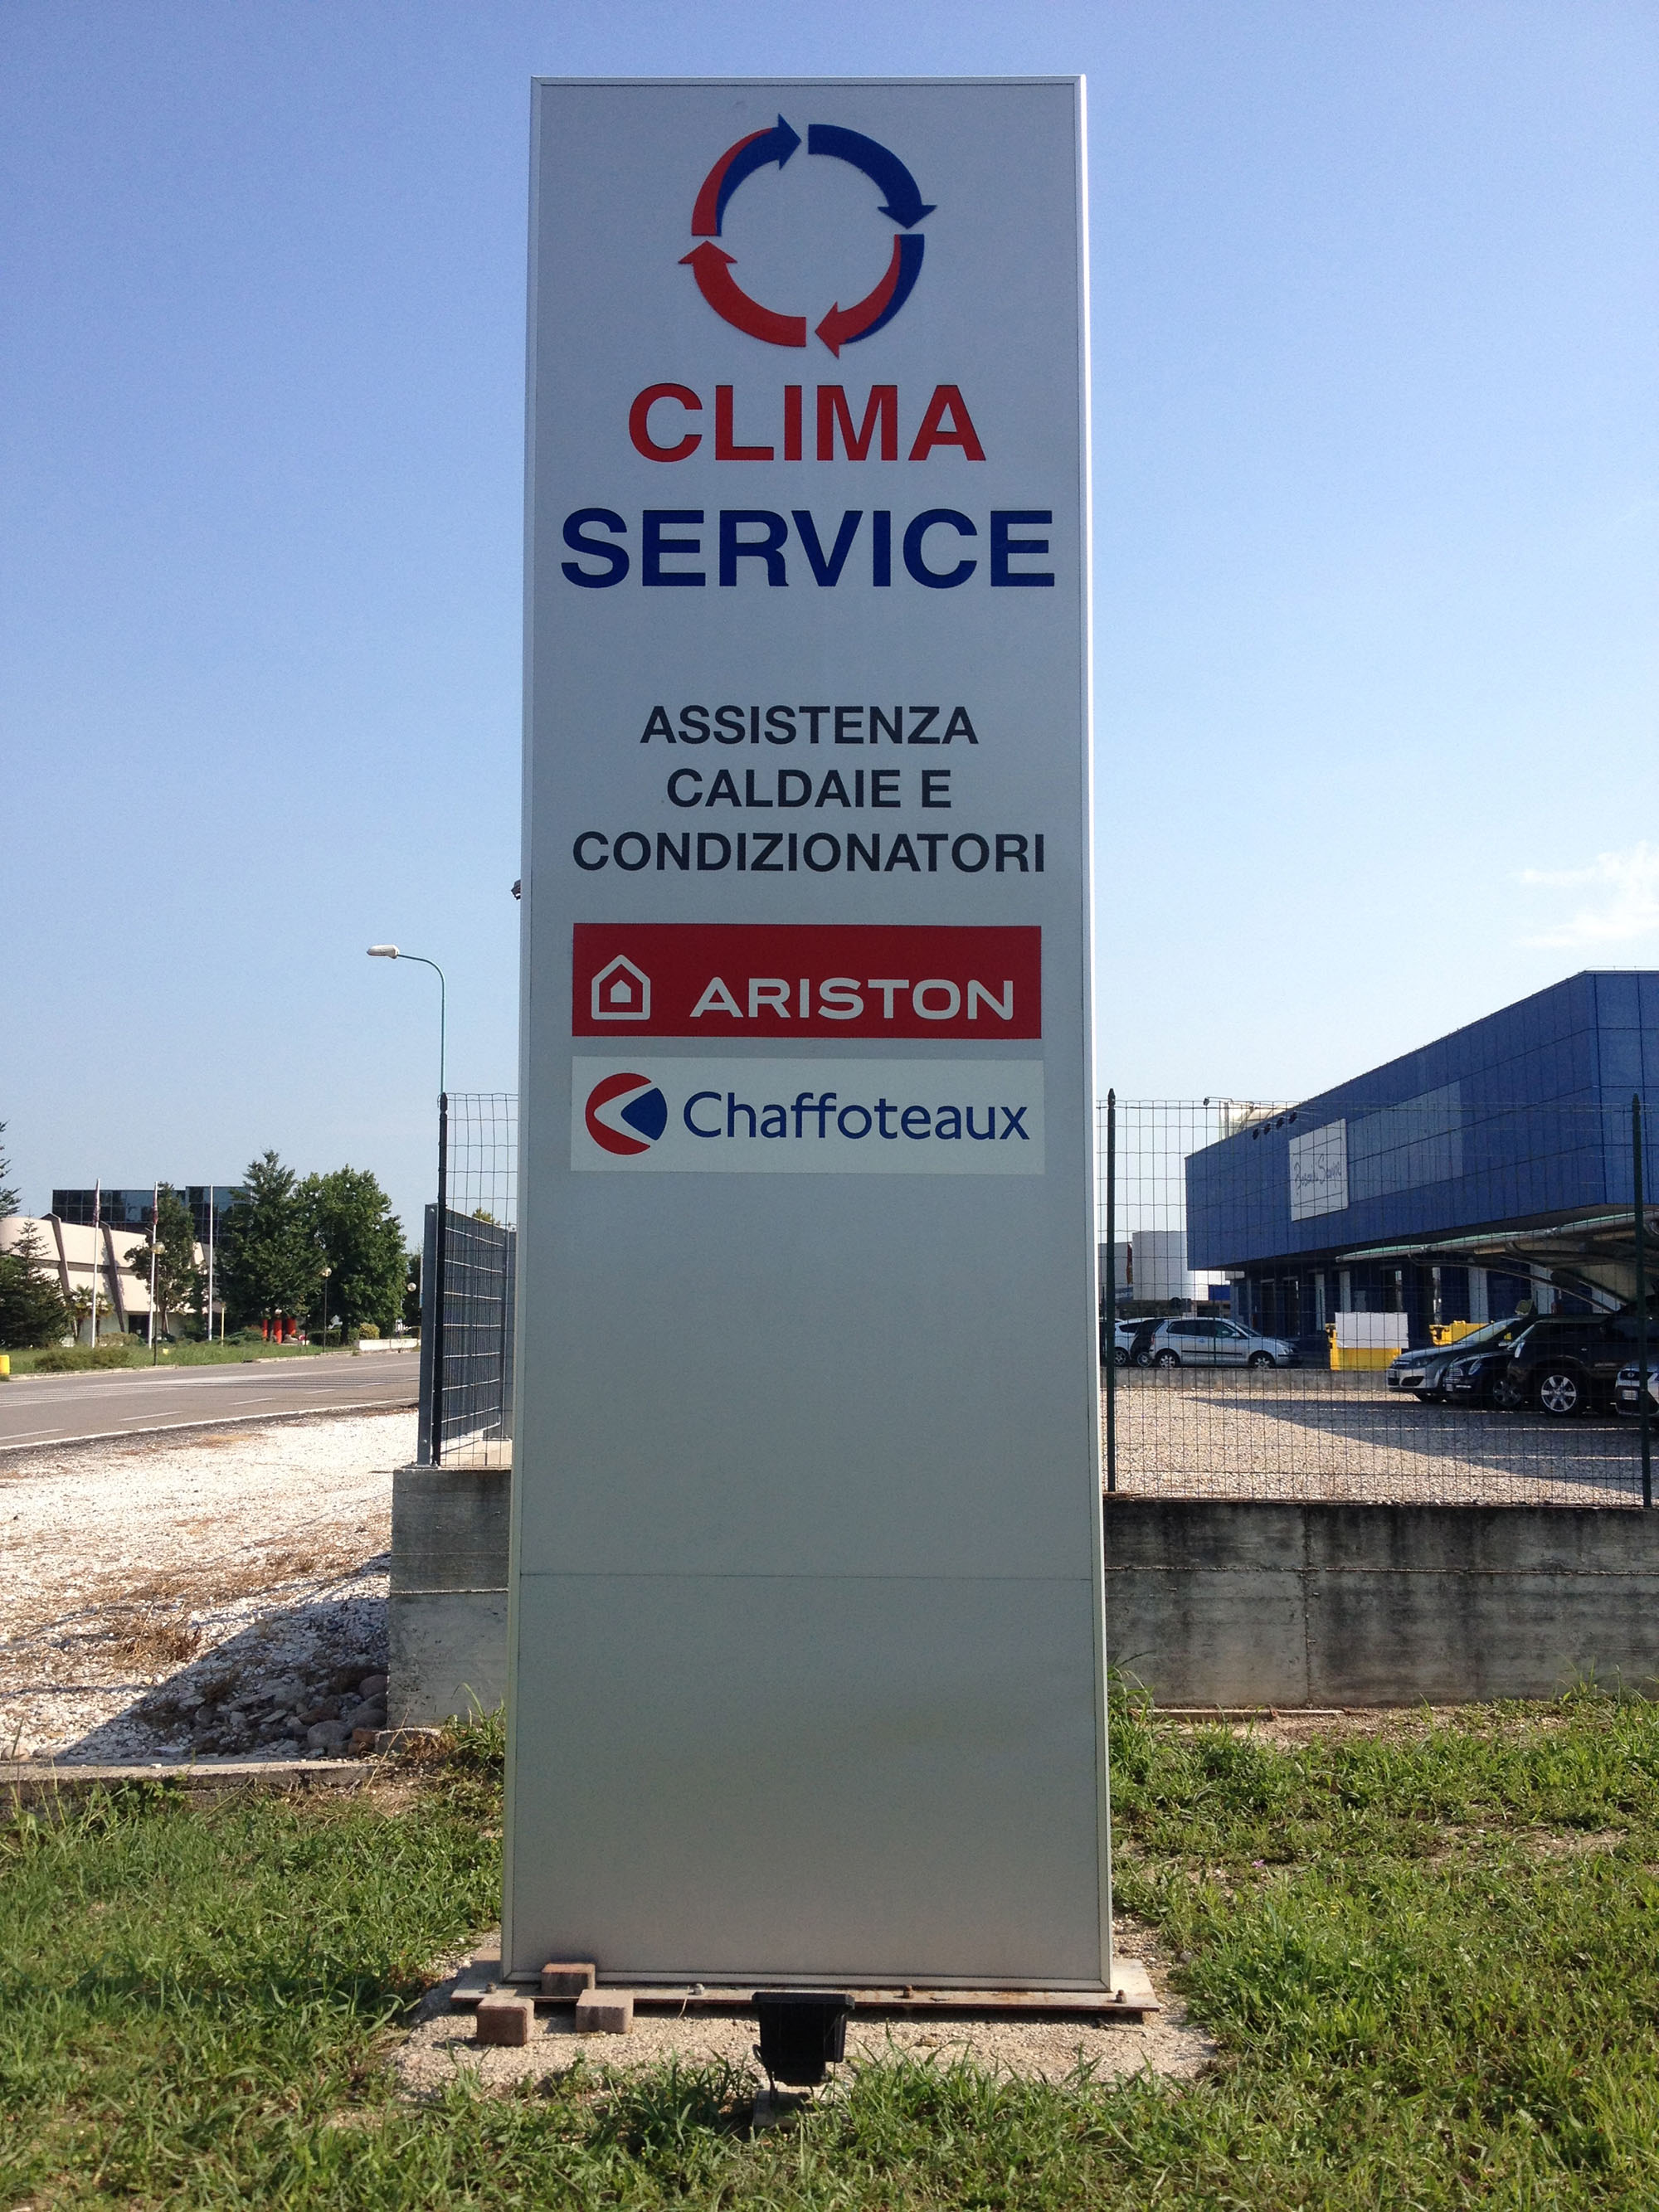 CLIMA
SERVICE
ASSISTENZA
CALDAIE E
CONDIZIONATORI
ARISTON
Chaffoteaux